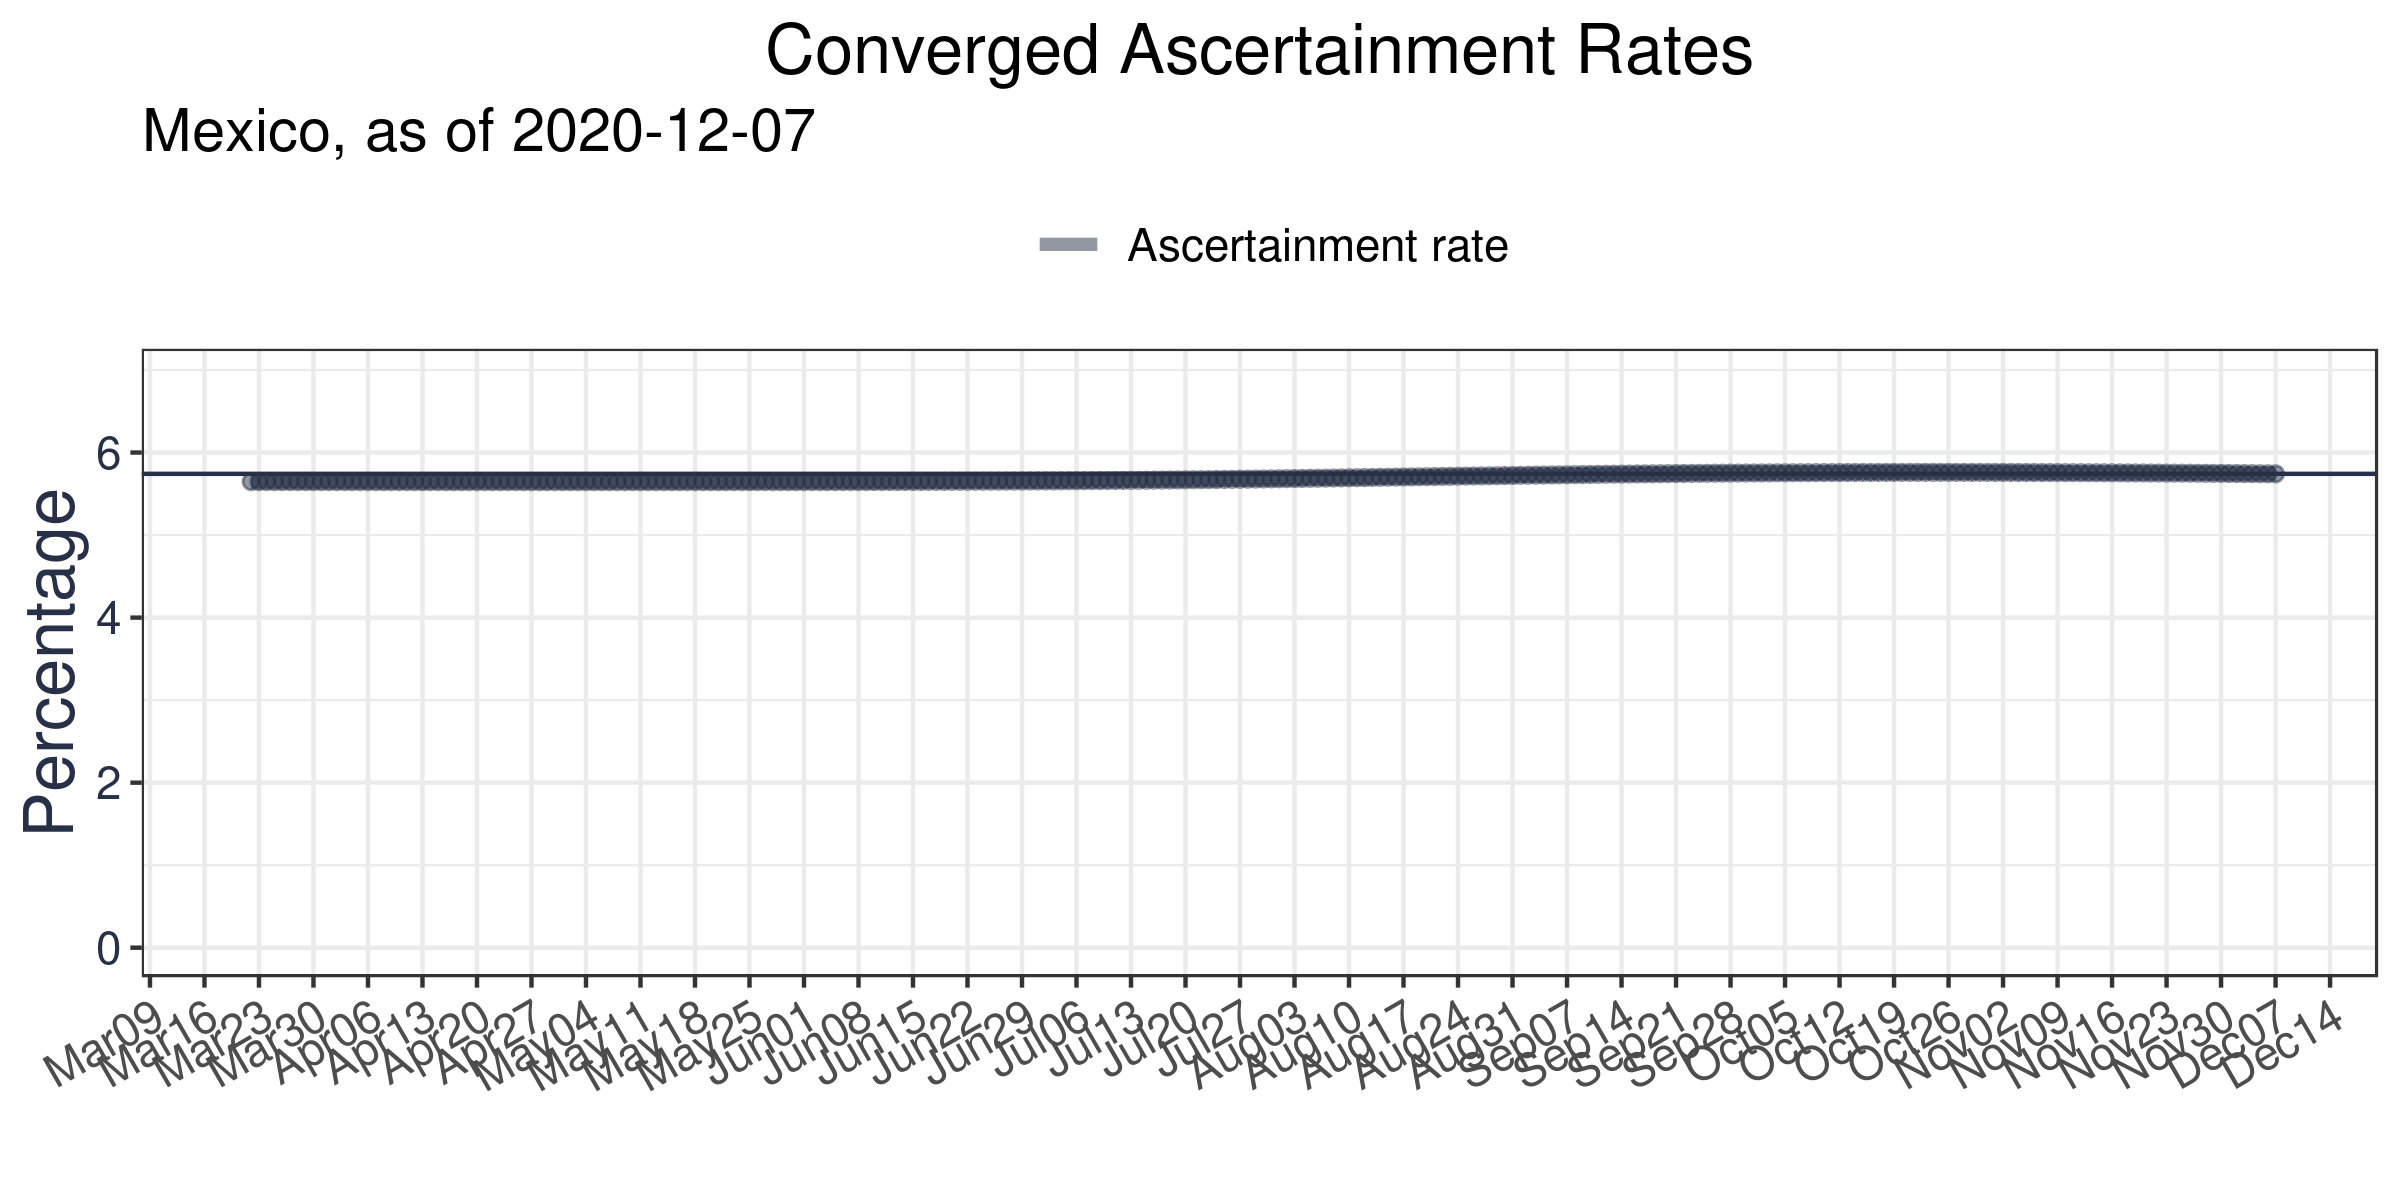 Converged Ascertainment Rates
Mexico, as of 2020-12-07
Ascertainment rate
Percentage
6
4
2
0
Mar09
Mar16
Mar23
Mar30
Apr06
Apr13
Apr20
Apr27
May04
May11
May18
May25
Jun01
Jun08
Jun15
Jun22
Jun29
Jul06
Jul13
Jul20
Jul27
Aug03
Aug10
Aug17
Aug24
Aug31
Sep07
Sep14
Sep21
Sep28
Oct05
Oct12
Oct19
Oct26
Nov02
Nov09
Nov16
Nov23
Nov30
Dec07
Dec14